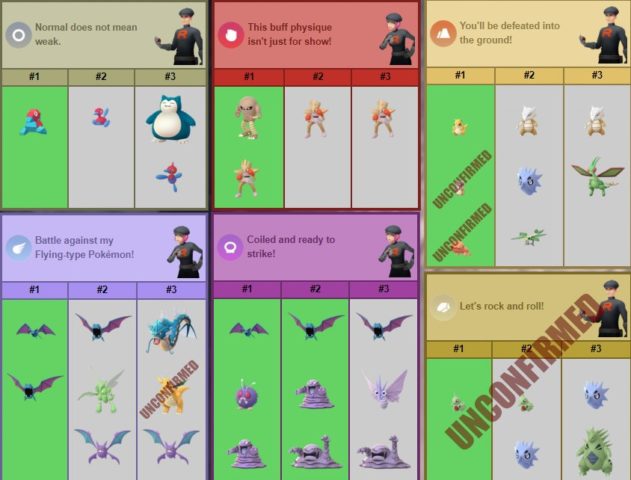 Normal does not mean
weak.
#1 #2 #3
This buff physique
isn't just for show!
#1 #2 #3
You'll be defeated into
the ground!
#1 #2 #3
UNCONFIRMED
UNCONFIRMED
Battle against my
Flying-type Pokémon!
#1 #2 #3
UNCONFIRMED
Coiled and ready to
strike!
#1 #2 #3
Let's rock and roll!
#1 #2 #3
UNCONFIRMED